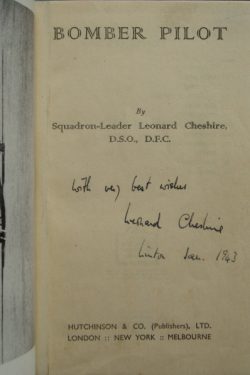 BOMBER PILOT
By
Squadron-Leader Leonard Cheshire,
D.S.O., D.F.C.
With very best wishes
Leonard Cheshire
Linton Jan. 1943
HUTCHINSON & CO. (Publishers), LTD.
LONDON :: NEW YORK :: MELBOURNE